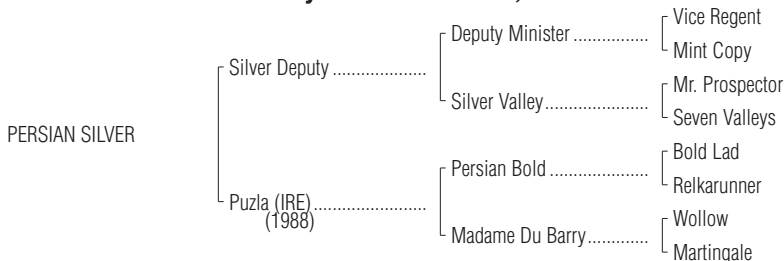 Vice Regent
Deputy Minister ................
Mint Copy
Silver Deputy ....................
Mr. Prospector
Silver Valley......................
Seven Valleys
PERSIAN SILVER
Bold Lad
Persian Bold .....................
Relkarunner
Puzla (IRE)........................
(1988)
Wollow
Madame Du Barry.............
Martingale